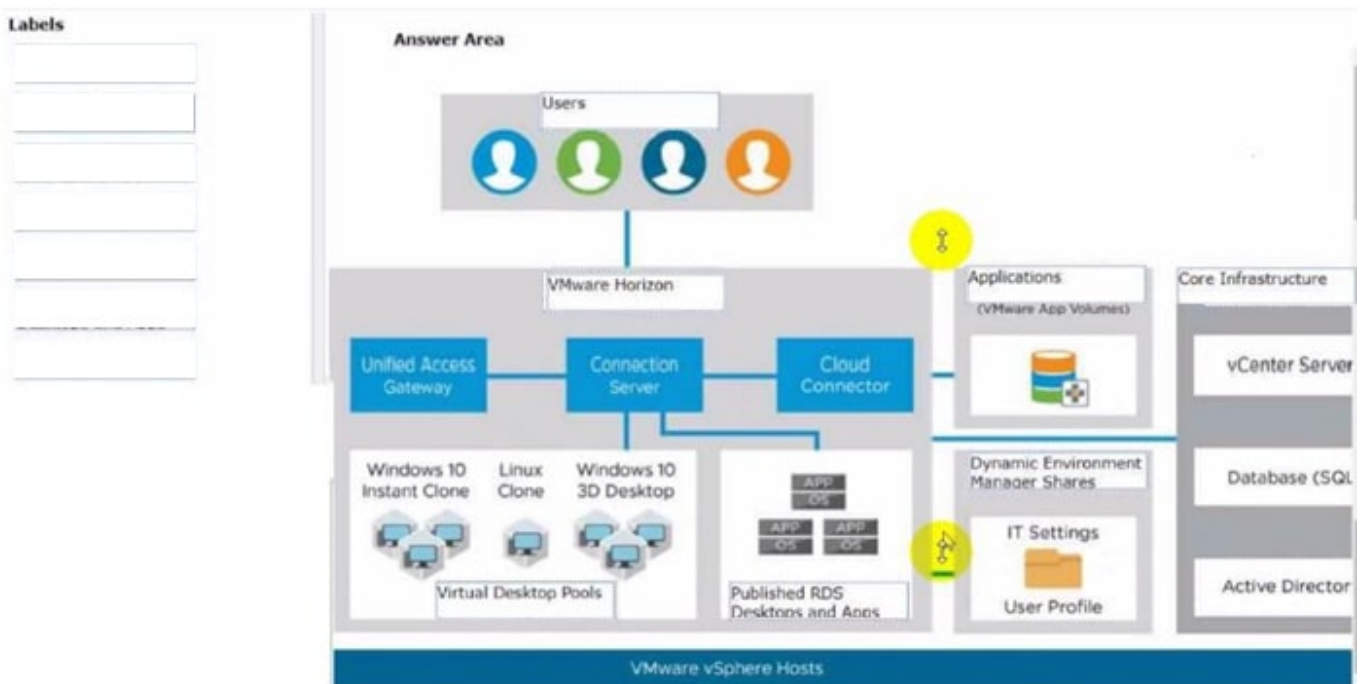 Labels
Answer Area
Users
VMware Horizon
Applications
(VMware App Volumes)
Core Infrastructure
Unified Access
Gateway
Connection
Server
Cloud
Connector
vCenter Server
Windows 10
Instant Clone
Linux
Clone
Windows 10
3D Desktop
APP
OS
APP
OS
APP
OS
Virtual Desktop Pools
Published RDS
Desktops and Apps
Dynamic Environment
Manager Shares
IT Settings
User Profile
Database (SQL
Active Director
VMware vSphere Hosts